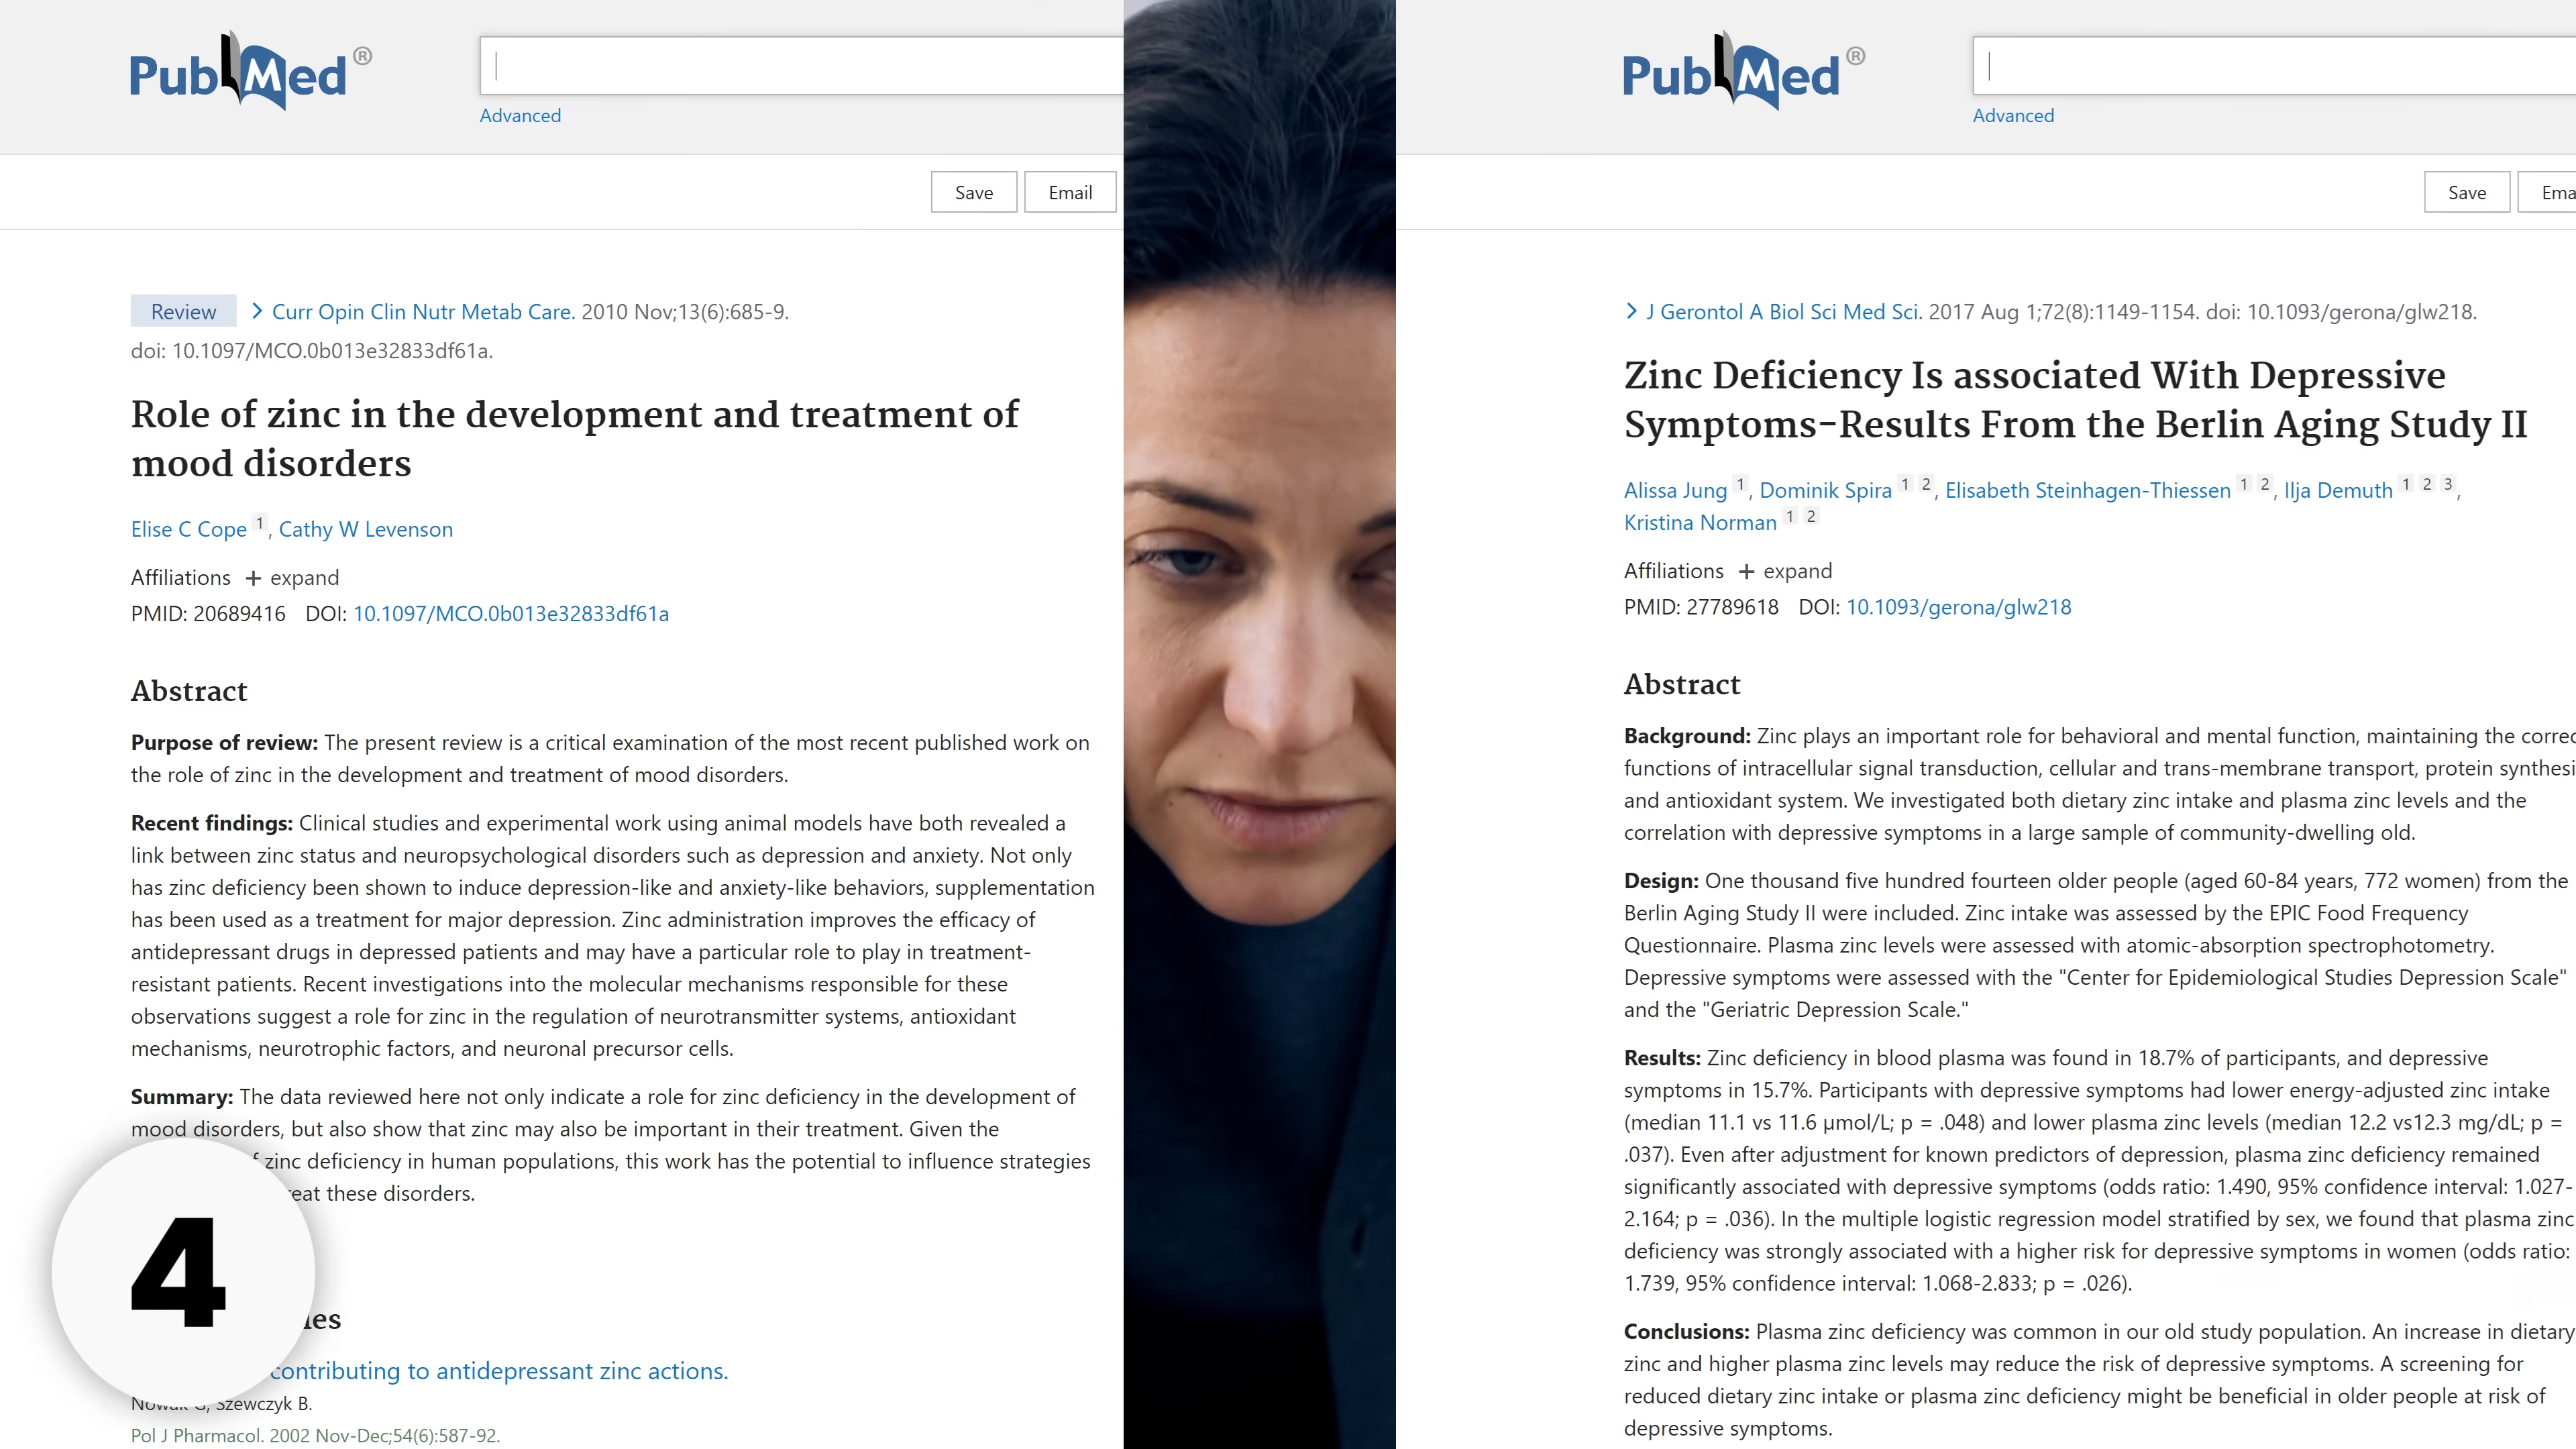 PubMed®
Advanced
Save
Email
Review > Curr Opin Clin Nutr Metab Care. 2010 Nov;13(6):685-9.
doi: 10.1097/MCO.0b013e32833df61a.
Role of zinc in the development and treatment of
mood disorders
Elise C Cope 1, Cathy W Levenson
Affiliations + expand
PMID: 20689416 DOI: 10.1097/MCO.0b013e32833df61a
Abstract
Purpose of review: The present review is a critical examination of the most recent published work on
the role of zinc in the development and treatment of mood disorders.
Recent findings: Clinical studies and experimental work using animal models have both revealed a
link between zinc status and neuropsychological disorders such as depression and anxiety. Not only
has zinc deficiency been shown to induce depression-like and anxiety-like behaviors, supplementation
has been used as a treatment for major depression. Zinc administration improves the efficacy of
antidepressant drugs in depressed patients and may have a particular role to play in treatment-
resistant patients. Recent investigations into the molecular mechanisms responsible for these
observations suggest a role for zinc in the regulation of neurotransmitter systems, antioxidant
mechanisms, neurotrophic factors, and neuronal precursor cells.
Summary: The data reviewed here not only indicate a role for zinc deficiency in the development of
mood disorders, but also show that zinc may also be important in their treatment. Given the
zinc deficiency in human populations, this work has the potential to influence strategies
these disorders.
4
contributing to antidepressant zinc actions.
Nowak G, Szewczyk B.
Pol J Pharmacol. 2002 Nov-Dec;54(6):587-92.
PubMed®
Advanced
Save
Ema
> J Gerontol A Biol Sci Med Sci. 2017 Aug 1;72(8):1149-1154. doi: 10.1093/gerona/glw218.
Zinc Deficiency Is associated With Depressive
Symptoms-Results From the Berlin Aging Study II
Alissa Jung 1, Dominik Spira 1 2, Elisabeth Steinhagen-Thiessen 1 2, Ilja Demuth 1 2 3,
Kristina Norman 1 2
Affiliations + expand
PMID: 27789618 DOI: 10.1093/gerona/glw218
Abstract
Background: Zinc plays an important role for behavioral and mental function, maintaining the correc
functions of intracellular signal transduction, cellular and trans-membrane transport, protein synthesi
and antioxidant system. We investigated both dietary zinc intake and plasma zinc levels and the
correlation with depressive symptoms in a large sample of community-dwelling old.
Design: One thousand five hundred fourteen older people (aged 60-84 years, 772 women) from the
Berlin Aging Study II were included. Zinc intake was assessed by the EPIC Food Frequency
Questionnaire. Plasma zinc levels were assessed with atomic-absorption spectrophotometry.
Depressive symptoms were assessed with the "Center for Epidemiological Studies Depression Scale"
and the "Geriatric Depression Scale."
Results: Zinc deficiency in blood plasma was found in 18.7% of participants, and depressive
symptoms in 15.7%. Participants with depressive symptoms had lower energy-adjusted zinc intake
(median 11.1 vs 11.6 µmol/L; p = .048) and lower plasma zinc levels (median 12.2 vs12.3 mg/dL; p =
.037). Even after adjustment for known predictors of depression, plasma zinc deficiency remained
significantly associated with depressive symptoms (odds ratio: 1.490, 95% confidence interval: 1.027-
2.164; p = .036). In the multiple logistic regression model stratified by sex, we found that plasma zinc
deficiency was strongly associated with a higher risk for depressive symptoms in women (odds ratio:
1.739, 95% confidence interval: 1.068-2.833; p = .026).
Conclusions: Plasma zinc deficiency was common in our old study population. An increase in dietary
zinc and higher plasma zinc levels may reduce the risk of depressive symptoms. A screening for
reduced dietary zinc intake or plasma zinc deficiency might be beneficial in older people at risk of
depressive symptoms.